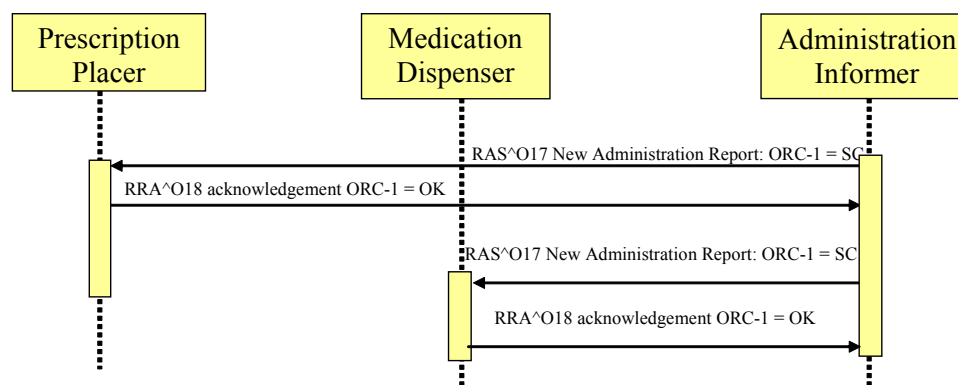 Prescription
Placer
Medication
Dispenser
Administration
Informer
RAS^O17 New Administration Report: ORC-1 = SC
RRA^O18 acknowledgement ORC-1 = OK
RAS^O17 New Administration Report: ORC-1 = SC
RRA^O18 acknowledgement ORC-1 = OK